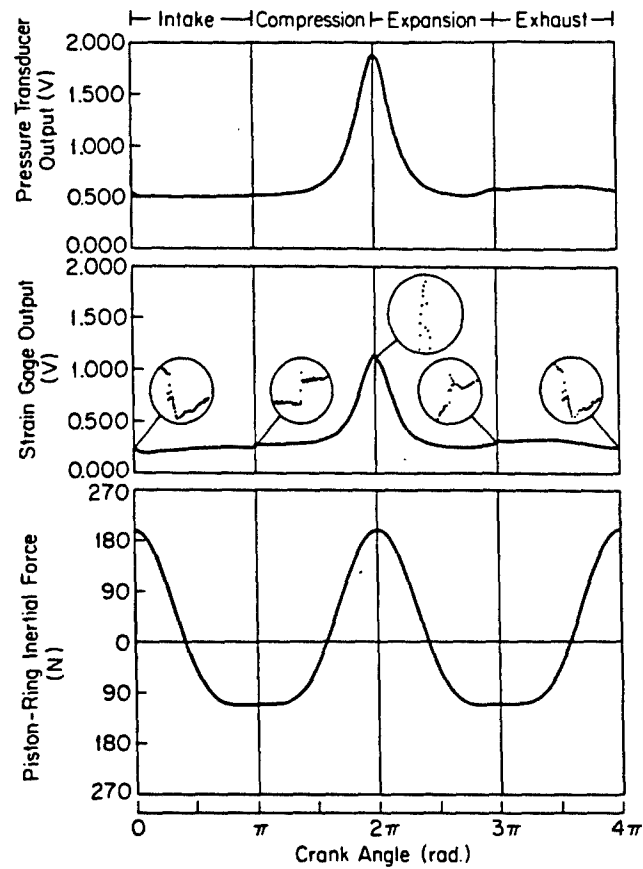 Intake Compression Expansion Exhaust
Pressure Transducer
Output (V)
2.000
1.500
1.000
0.500
0.000
Strain Gage Output
(V)
2.000
1.500
1.000
0.500
0.000
Piston-Ring Inertial Force
(N)
270
180
90
0
90
180
270
0 π 2π 3π 4π
Crank Angle (rad.)